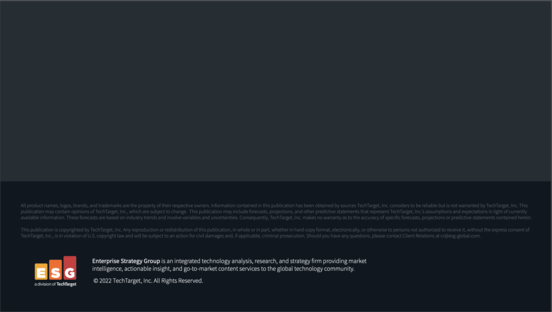 All product names, logos, brands, and trademarks are the property of their respective owners. Information contained in this publication has been obtained by sources TechTarget, Inc. considers to be reliable but is not warranted by TechTarget, Inc. This
publication may contain opinions of TechTarget, Inc., which are subject to change. This publication may include forecasts, projections, and other predictive statements that represent TechTarget, Inc.'s assumptions and expectations in light of currently
available information. These forecasts are based on industry trends and involve variables and uncertainties. Consequently, TechTarget, Inc. makes no warranty as to the accuracy of specific forecasts, projections or predictive statements contained herein.
This publication is copyrighted by TechTarget, Inc. Any reproduction or redistribution of this publication, in whole or in part, whether in hard-copy format, electronically, or otherwise to persons not authorized to receive it, without the express consent of
TechTarget, Inc., is in violation of U.S. copyright law and will be subject to an action for civil damages and, if applicable, criminal prosecution. Should you have any questions, please contact Client Relations at cr@esg-global.com
ESG
a division of TechTarget
Enterprise Strategy Group is an integrated technology analysis, research, and strategy firm providing market
intelligence, actionable insight, and go-to-market content services to the global technology community.
© 2022 TechTarget, Inc. All Rights Reserved.